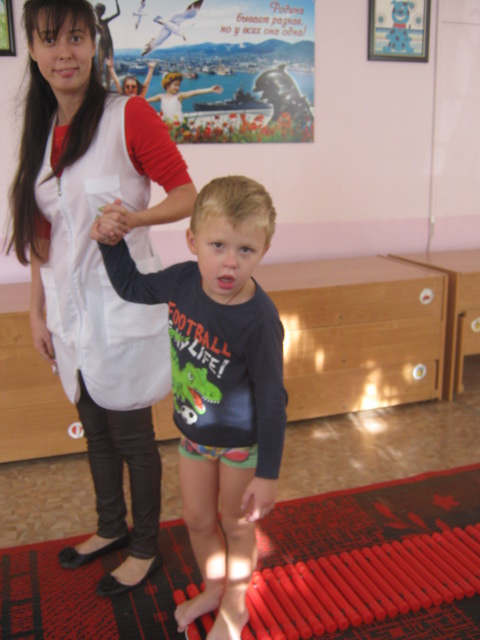 Родина
бывает разная,
но у всех она одна!
FOOTBALL
MY LIFE!